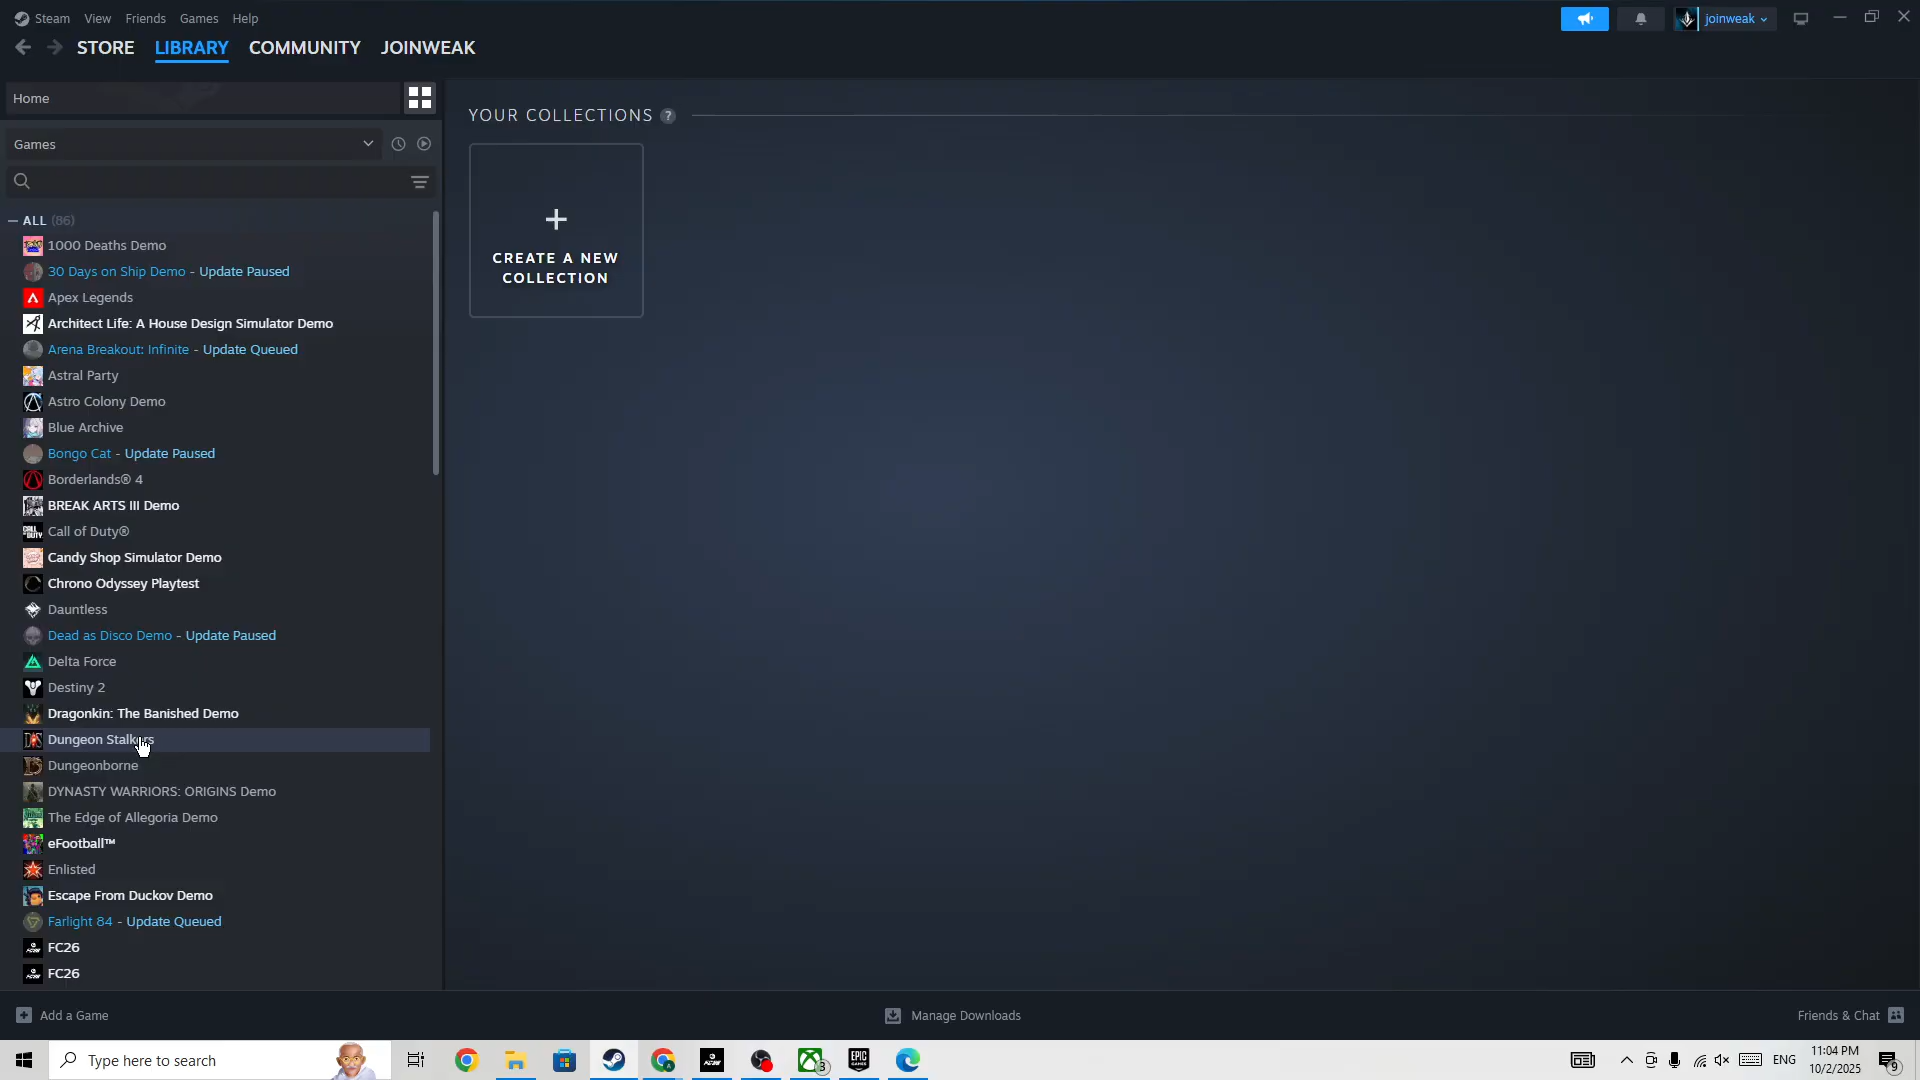 Steam View Friends Games Help
joinweak
STORE LIBRARY COMMUNITY JOINWEAK
Home
YOUR COLLECTIONS ?
Games
ALL (86)
+
CREATE A NEW
COLLECTION
1000 Deaths Demo
30 Days on Ship Demo - Update Paused
Apex Legends
Architect Life: A House Design Simulator Demo
Arena Breakout: Infinite - Update Queued
Astral Party
Astro Colony Demo
Blue Archive
Bongo Cat - Update Paused
Borderlands® 4
BREAK ARTS III Demo
Call of Duty®
Candy Shop Simulator Demo
Chrono Odyssey Playtest
Dauntless
Dead as Disco Demo - Update Paused
Delta Force
Destiny 2
Dragonkin: The Banished Demo
Dungeon Stalkers
Dungeonborne
DYNASTY WARRIORS: ORIGINS Demo
The Edge of Allegoria Demo
eFootball™
Enlisted
Escape From Duckov Demo
Farlight 84 - Update Queued
FC26
FC26
Add a Game
Manage Downloads
Friends & Chat
Type here to search
ENG
11:04 PM
10/2/2025